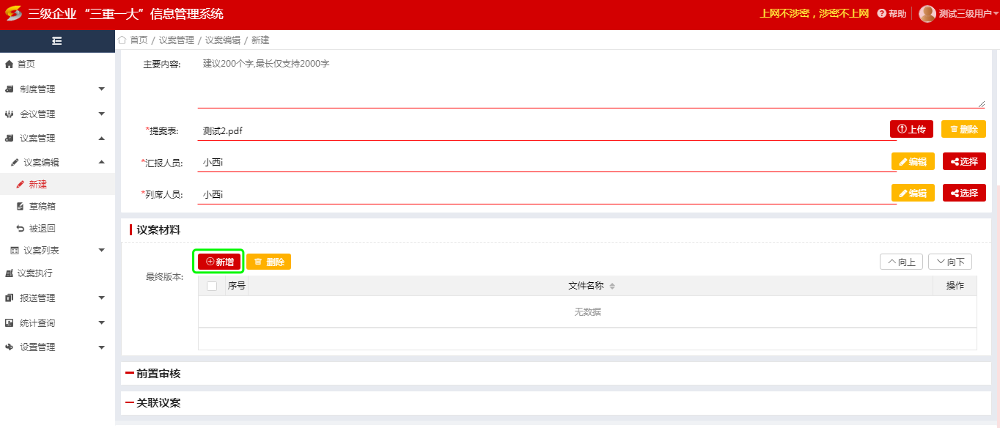 三级企业“三重一大”信息管理系统
上网不涉密，涉密不上网 帮助 测试三级用户
首页 / 议案管理 / 议案编辑 / 新建
首页
制度管理
会议管理
议案管理
议案编辑
新建
草稿箱
被退回
议案列表
议案执行
报送管理
统计查询
设置管理
主要内容: 建议200个字,最长仅支持2000字
*提案表: 测试2.pdf 上传 删除
*汇报人员: 小西i 编辑 选择
*列席人员: 小西i 编辑 选择
议案材料
最终版本: 新增 删除 向上 向下
序号 文件名称 操作
无数据
前置审核
关联议案